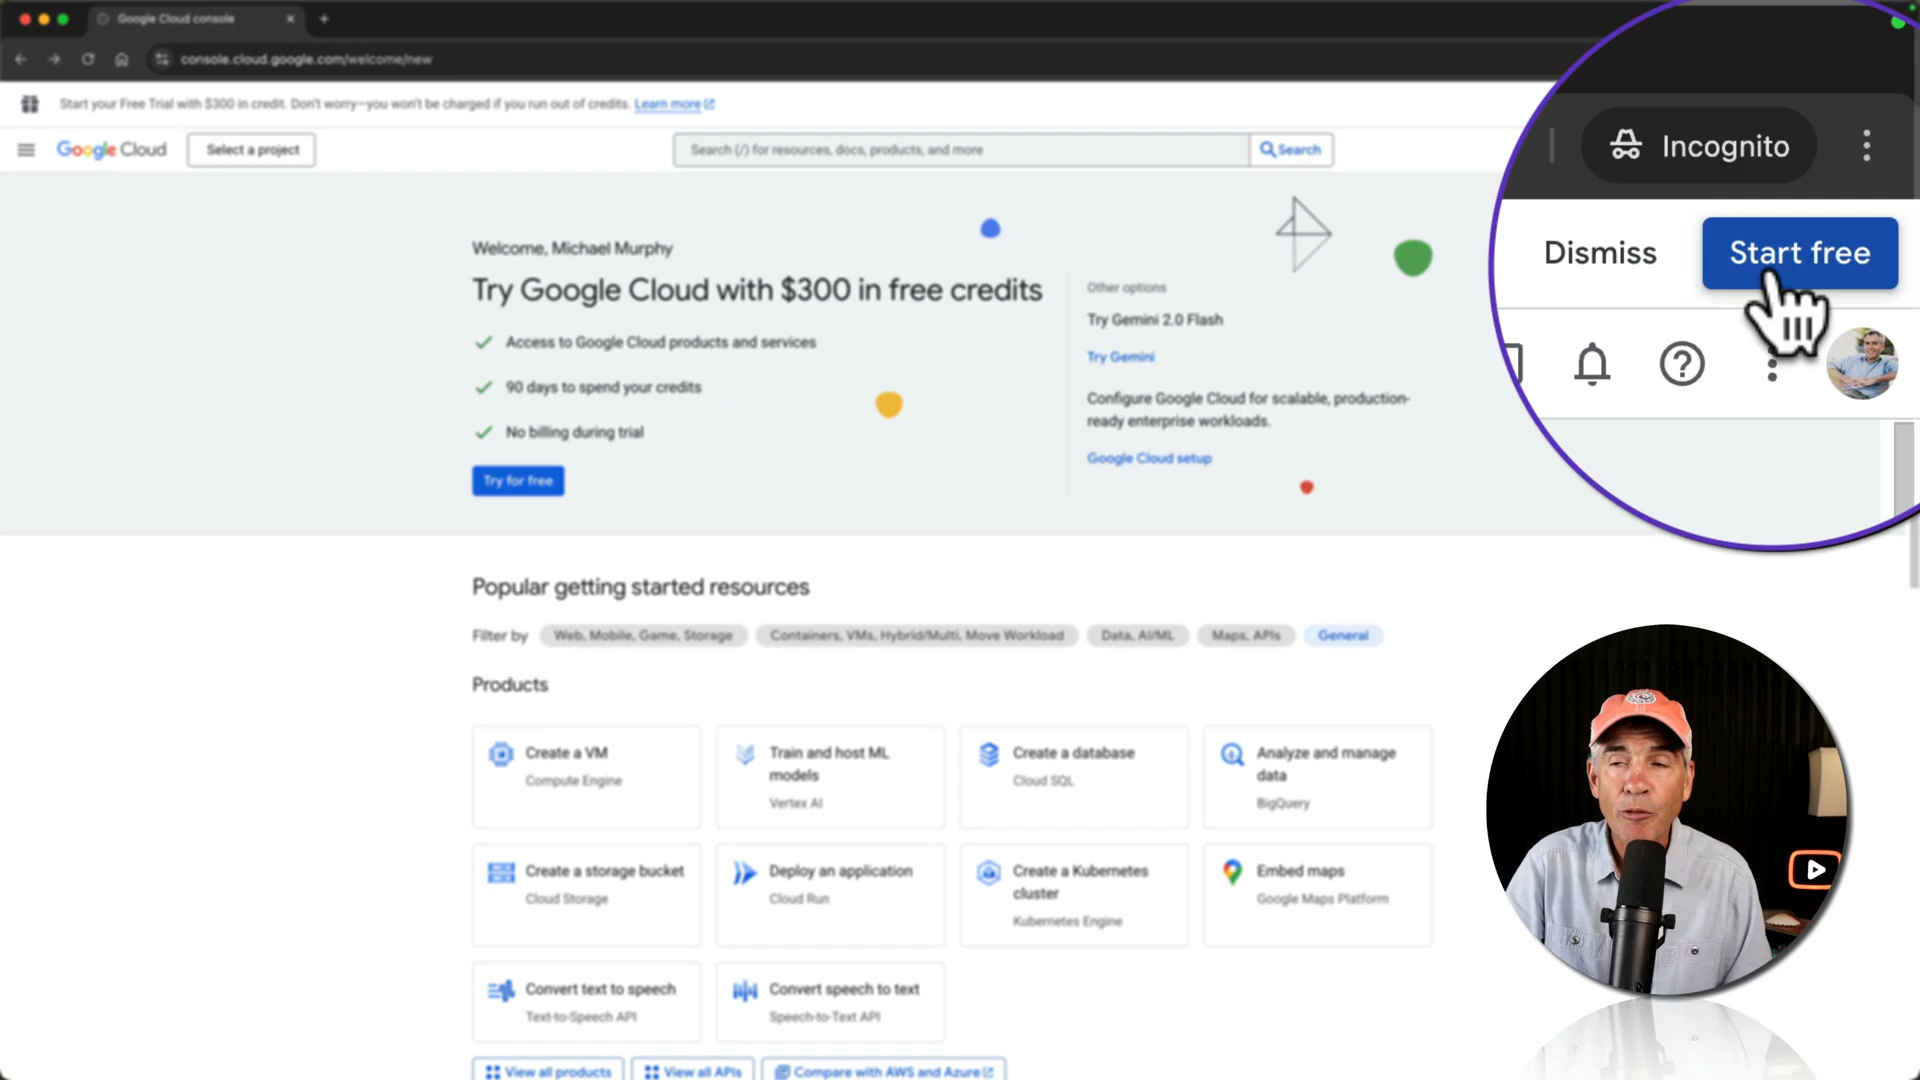 Google Cloud console
console.cloud.google.com/welcome/new
Incognito
Start your Free Trial with $300 in credit. Don't worry—you won't be charged if you run out of credits. Learn more
Dismiss
Start free
Google Cloud
Select a project
Search (/) for resources, docs, products, and more
Search
Welcome, Michael Murphy
Try Google Cloud with $300 in free credits
Access to Google Cloud products and services
90 days to spend your credits
No billing during trial
Try for free
Other options
Try Gemini 2.0 Flash
Try Gemini
Configure Google Cloud for scalable, production-
ready enterprise workloads.
Google Cloud setup
Popular getting started resources
Filter by
Web, Mobile, Game, Storage
Containers, VMs, Hybrid/Multi, Move Workload
Data, AI/ML
Maps, APIs
General
Products
Create a VM
Compute Engine
Train and host ML
models
Vertex AI
Create a database
Cloud SQL
Analyze and manage
data
BigQuery
Create a storage bucket
Cloud Storage
Deploy an application
Cloud Run
Create a Kubernetes
cluster
Kubernetes Engine
Embed maps
Google Maps Platform
Convert text to speech
Text-to-Speech API
Convert speech to text
Speech-to-Text API
View all products
View all APIs
Compare with AWS and Azure